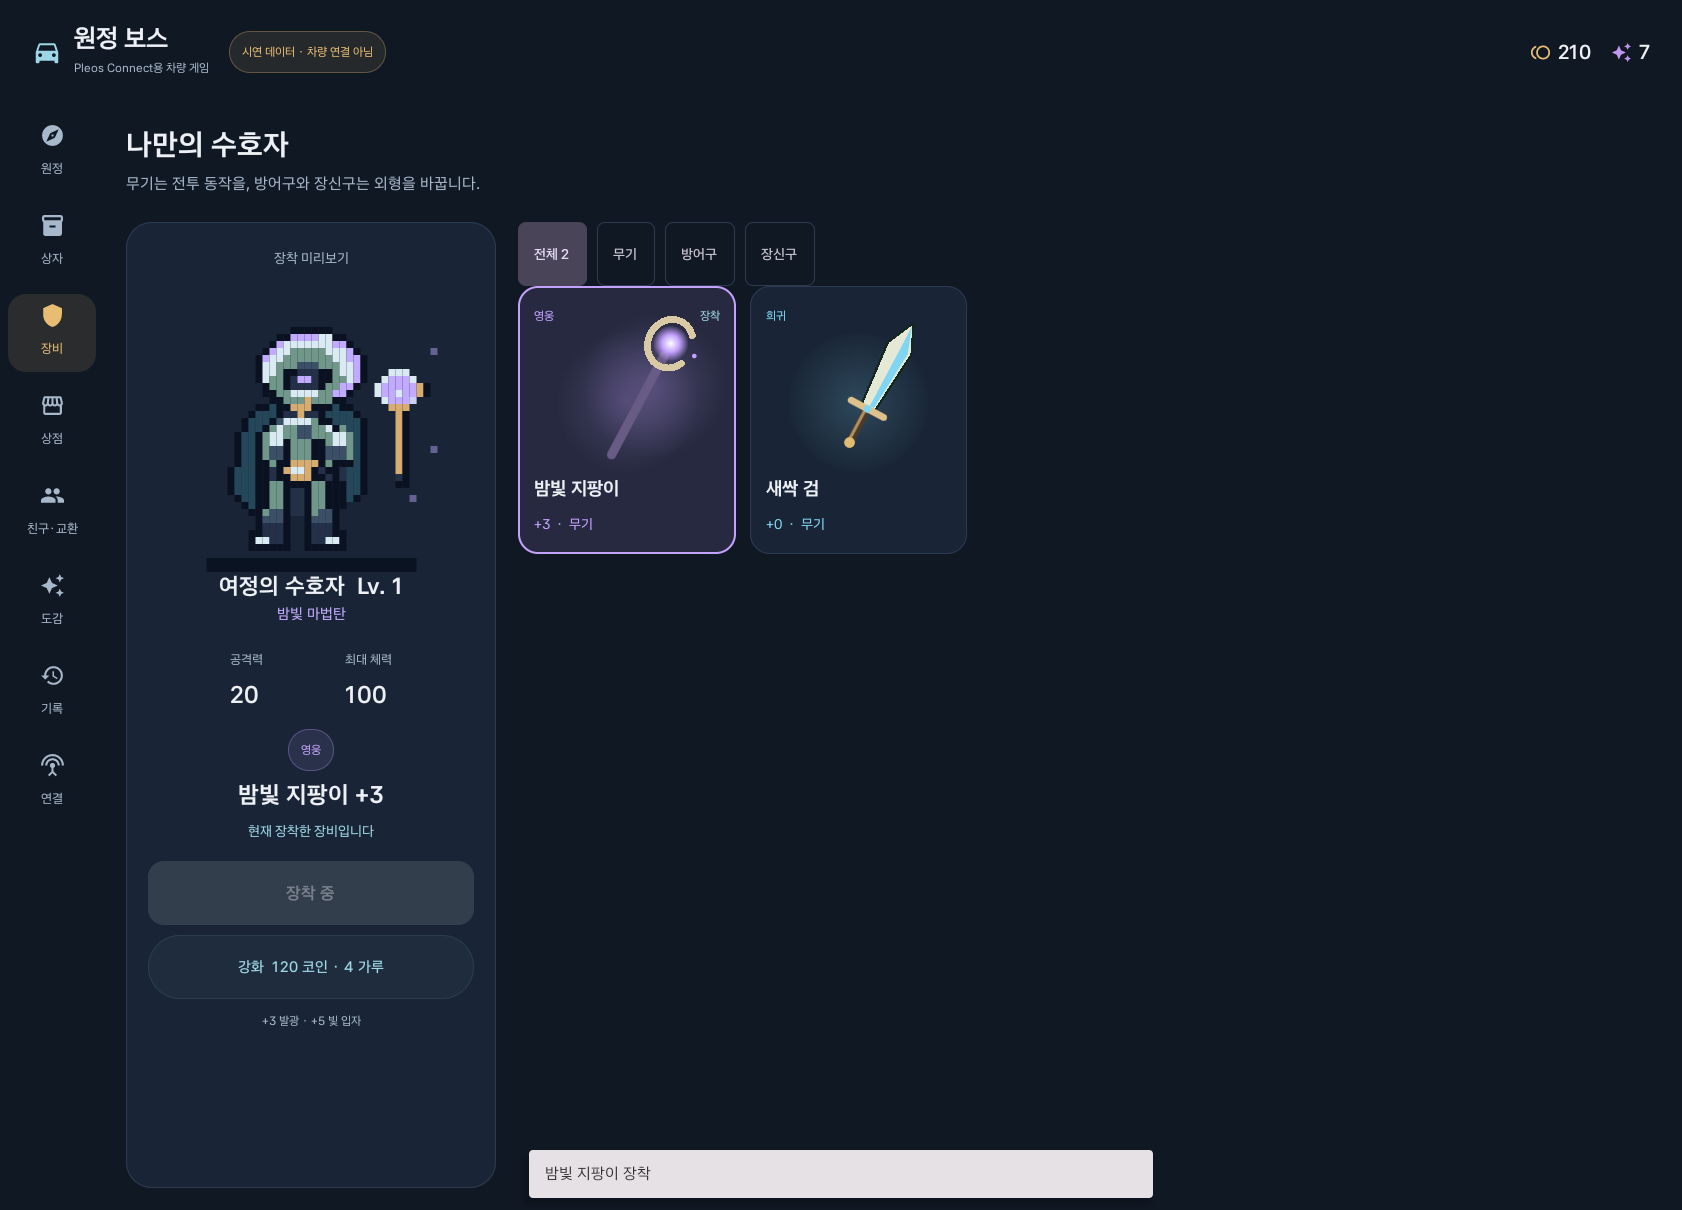 원정 보스
Pleos Connect용 차량 게임
시연 데이터 · 차량 연결 아님
210
7
원정
상자
장비
상점
친구·교환
도감
기록
연결
나만의 수호자
무기는 전투 동작을, 방어구와 장신구는 외형을 바꿉니다.
장착 미리보기
여정의 수호자 Lv. 1
밤빛 마법탄
공격력
최대 체력
20
100
영웅
밤빛 지팡이 +3
현재 장착한 장비입니다
장착 중
강화 120 코인 · 4 가루
+3 발광 · +5 빛 입자
전체 2
무기
방어구
장신구
영웅
장착
밤빛 지팡이
+3 · 무기
희귀
새싹 검
+0 · 무기
밤빛 지팡이 장착